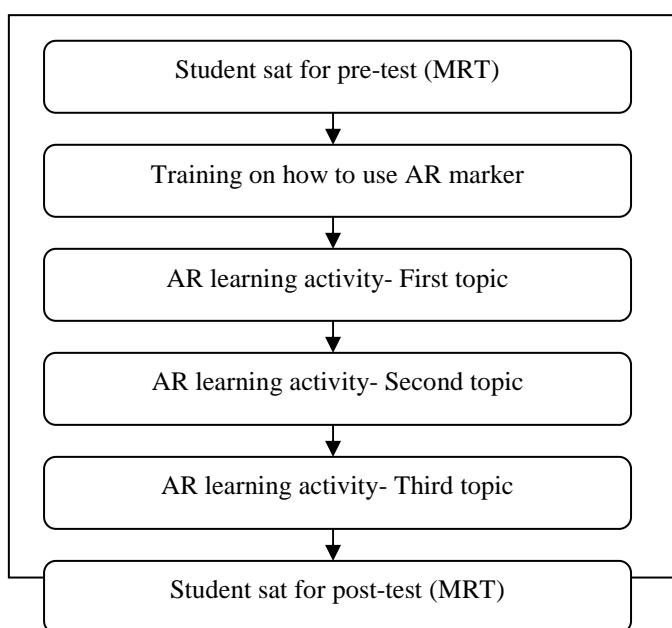 Student sat for pre-test (MRT)
Training on how to use AR marker
AR learning activity- First topic
AR learning activity- Second topic
AR learning activity- Third topic
Student sat for post-test (MRT)